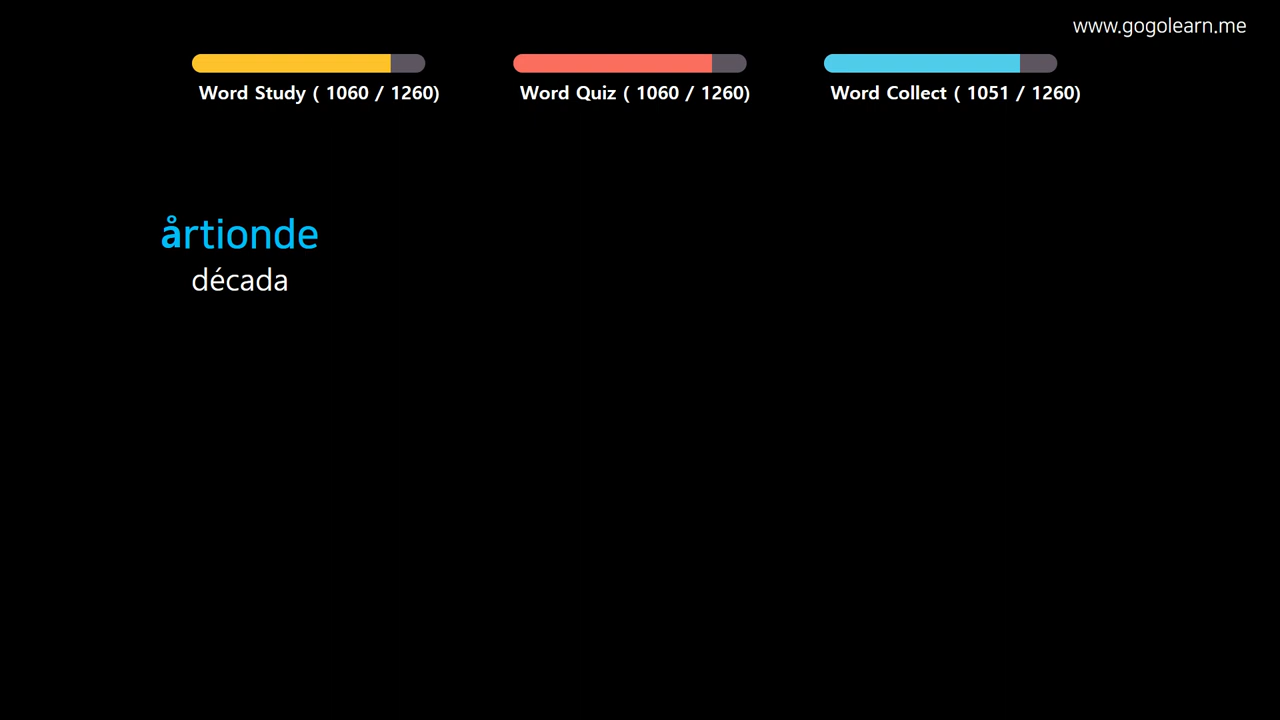 www.gogolearn.me
Word Study ( 1060 / 1260)
Word Quiz ( 1060 / 1260)
Word Collect ( 1051 / 1260)
årtionde
década